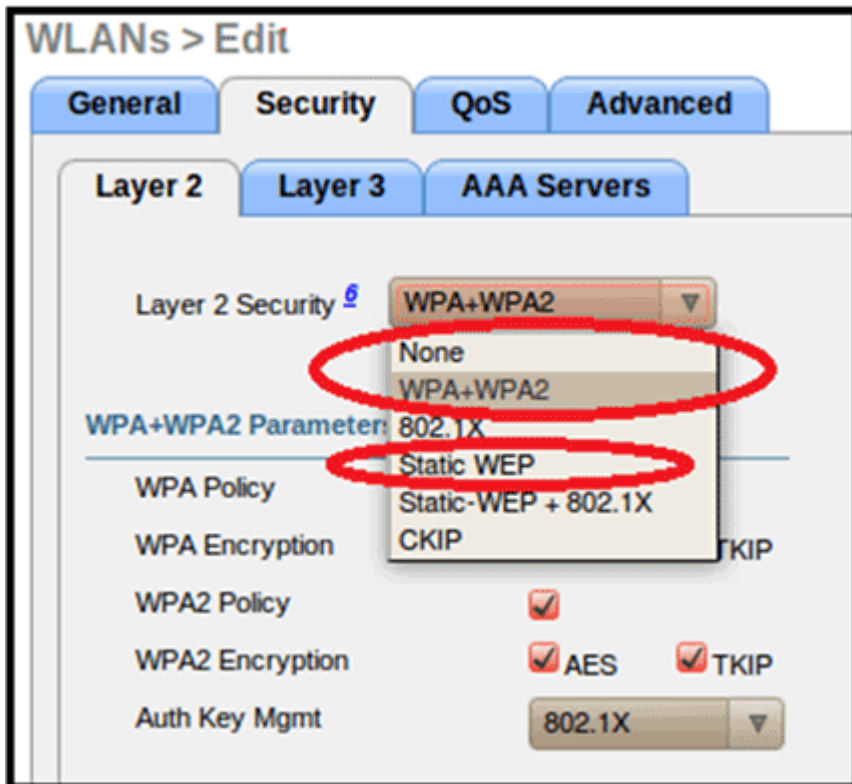 WLANs > Edit
General Security QoS Advanced
Layer 2 Layer 3 AAA Servers
Layer 2 Security 6 WPA+WPA2
None
WPA+WPA2
WPA+WPA2 Parameters 802.1X
Static WEP
WPA Policy Static-WEP + 802.1X
WPA Encryption CKIP TKIP
WPA2 Policy
WPA2 Encryption AES TKIP
Auth Key Mgmt 802.1X